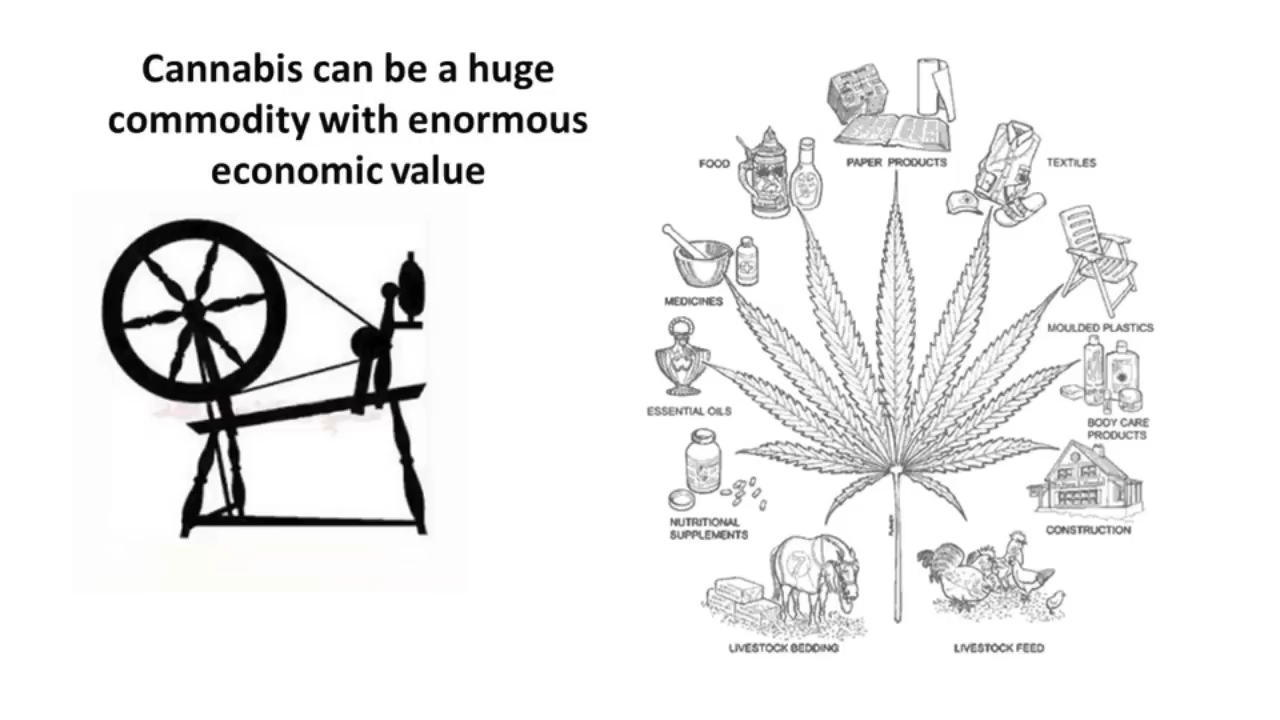 Cannabis can be a huge
commodity with enormous
economic value
PAPER PRODUCTS
FOOD
TEXTILES
MEDICINES
MOULDED PLASTICS
ESSENTIAL OILS
BODY CARE
PRODUCTS
NUTRITIONAL
SUPPLEMENTS
CONSTRUCTION
LIVESTOCK BEDDING
LIVESTOCK FEED